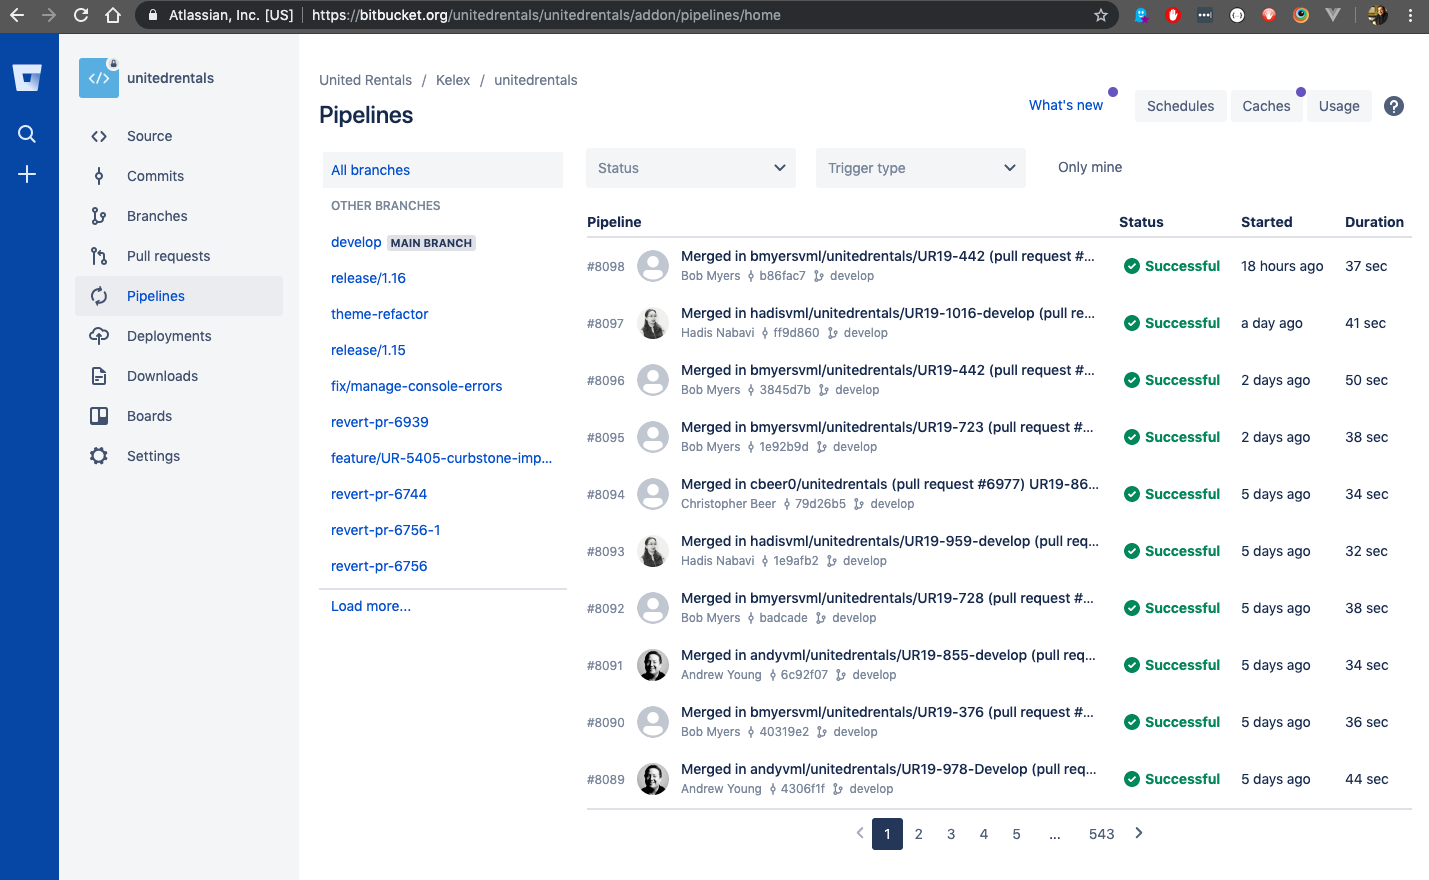 Atlassian, Inc. [US] | https://bitbucket.org/unitedrentals/unitedrentals/addon/pipelines/home
unitedrentals
Source
Commits
Branches
Pull requests
Pipelines
Deployments
Downloads
Boards
Settings
United Rentals / Kelex / unitedrentals
Pipelines
What's new
Schedules
Caches
Usage
All branches
OTHER BRANCHES
develop MAIN BRANCH
release/1.16
theme-refactor
release/1.15
fix/manage-console-errors
revert-pr-6939
feature/UR-5405-curbstone-imp...
revert-pr-6744
revert-pr-6756-1
revert-pr-6756
Load more...
Status
Trigger type
Only mine
Pipeline Status Started Duration
#8098 Merged in bmyersvml/unitedrentals/UR19-442 (pull request #... Successful 18 hours ago 37 sec
Bob Myers b86fac7 develop
#8097 Merged in hadisvml/unitedrentals/UR19-1016-develop (pull re... Successful a day ago 41 sec
Hadis Nabavi ff9d860 develop
#8096 Merged in bmyersvml/unitedrentals/UR19-442 (pull request #... Successful 2 days ago 50 sec
Bob Myers 3845d7b develop
#8095 Merged in bmyersvml/unitedrentals/UR19-723 (pull request #... Successful 2 days ago 38 sec
Bob Myers 1e92b9d develop
#8094 Merged in cbeer0/unitedrentals (pull request #6977) UR19-86... Successful 5 days ago 34 sec
Christopher Beer 79d26b5 develop
#8093 Merged in hadisvml/unitedrentals/UR19-959-develop (pull req... Successful 5 days ago 32 sec
Hadis Nabavi 1e9afb2 develop
#8092 Merged in bmyersvml/unitedrentals/UR19-728 (pull request #... Successful 5 days ago 38 sec
Bob Myers badcade develop
#8091 Merged in andyvml/unitedrentals/UR19-855-develop (pull req... Successful 5 days ago 34 sec
Andrew Young 6c92f07 develop
#8090 Merged in bmyersvml/unitedrentals/UR19-376 (pull request #... Successful 5 days ago 36 sec
Bob Myers 40319e2 develop
#8089 Merged in andyvml/unitedrentals/UR19-978-Develop (pull req... Successful 5 days ago 44 sec
Andrew Young 4306f1f develop
1 2 3 4 5 ... 543